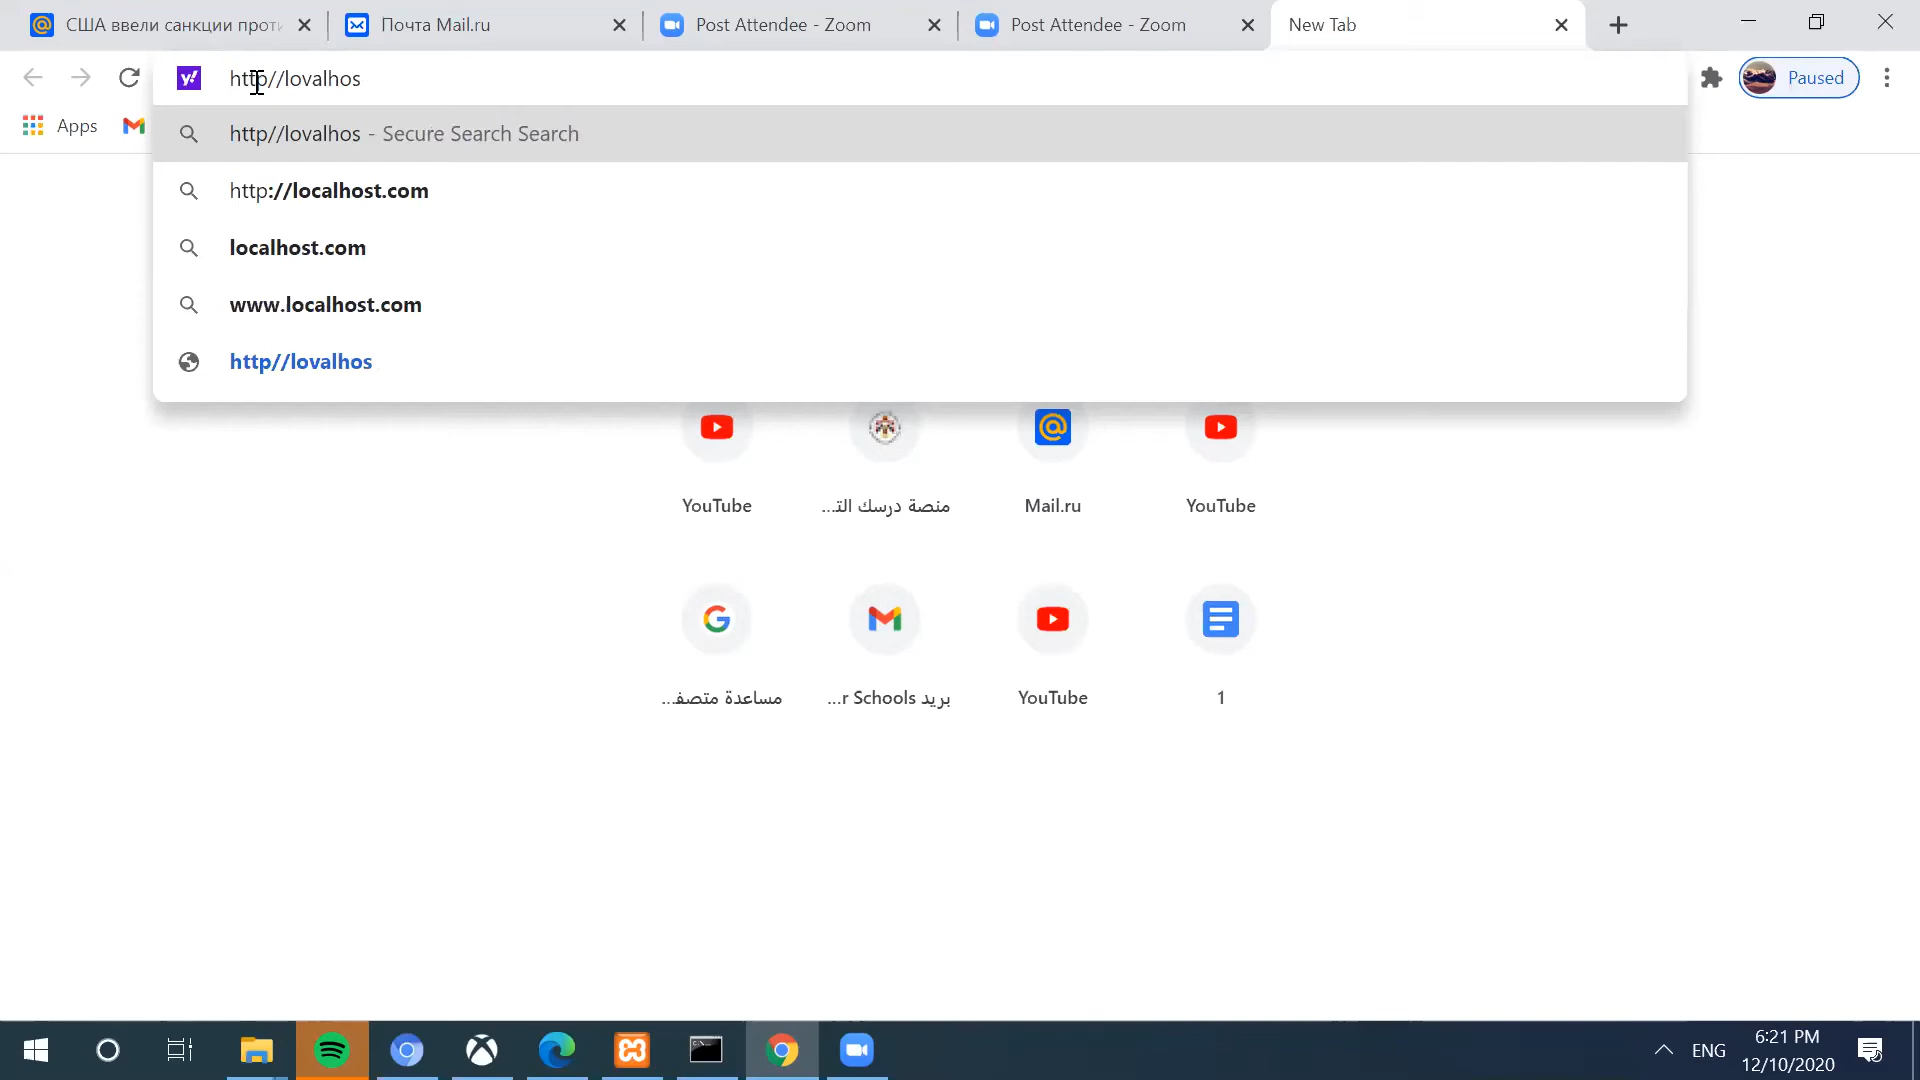 США ввели санкции проти
Почта Mail.ru
Post Attendee - Zoom
Post Attendee - Zoom
New Tab
http//lovalhos
Paused
Apps
http//lovalhos - Secure Search Search
http://localhost.com
localhost.com
www.localhost.com
http//lovalhos
YouTube
منصة درسك الت...
Mail.ru
YouTube
مساعدة متصف...
بريد r Schools...
YouTube
1
ENG
6:21 PM
12/10/2020